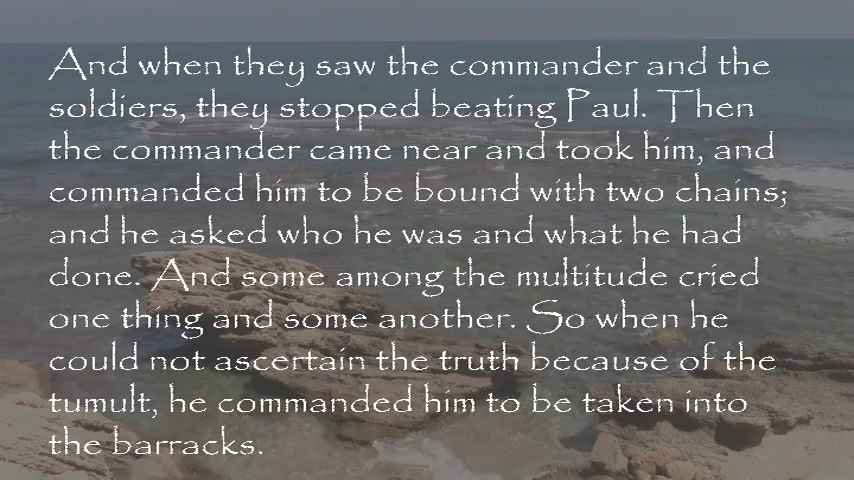 And when they saw the commander and the
soldiers, they stopped beating Paul. Then
the commander came near and took him, and
commanded him to be bound with two chains;
and he asked who he was and what he had
done. And some among the multitude cried
one thing and some another. So when he
could not ascertain the truth because of the
tumult, he commanded him to be taken into
the barracks.